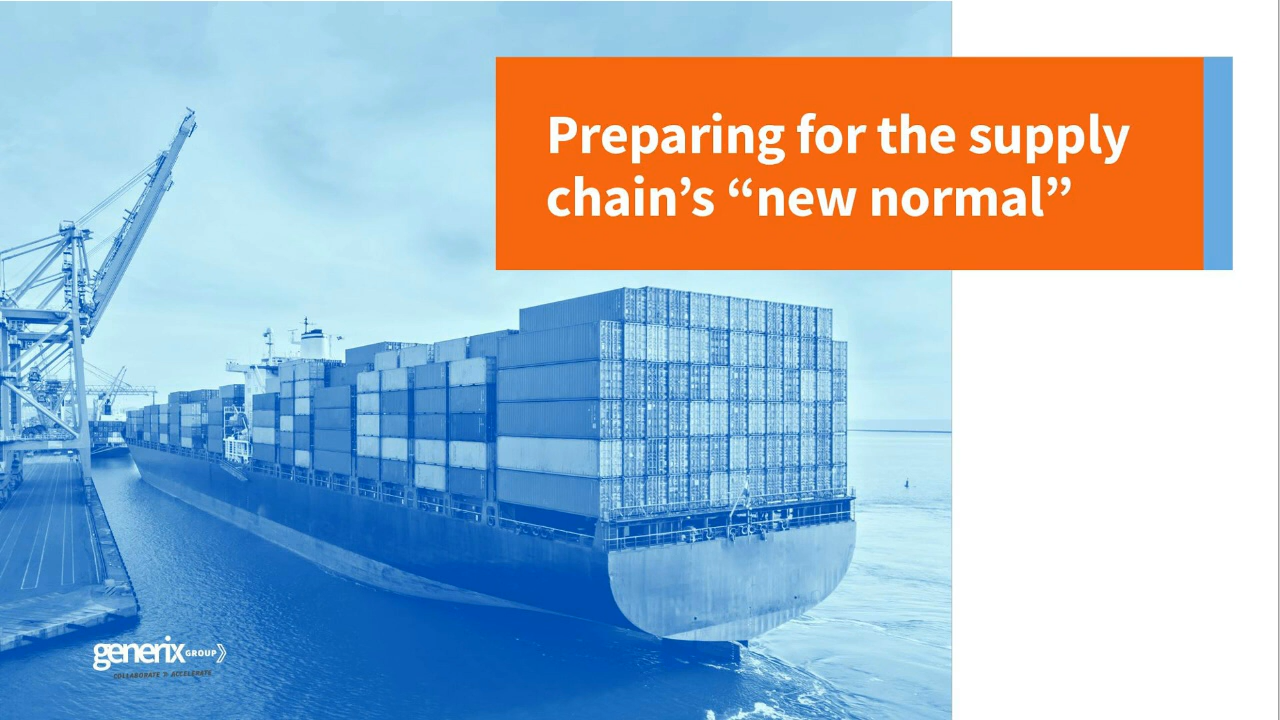 Preparing for the supply
chain’s “new normal”
generix GROUP
COLLABORATE » ACCELERATE